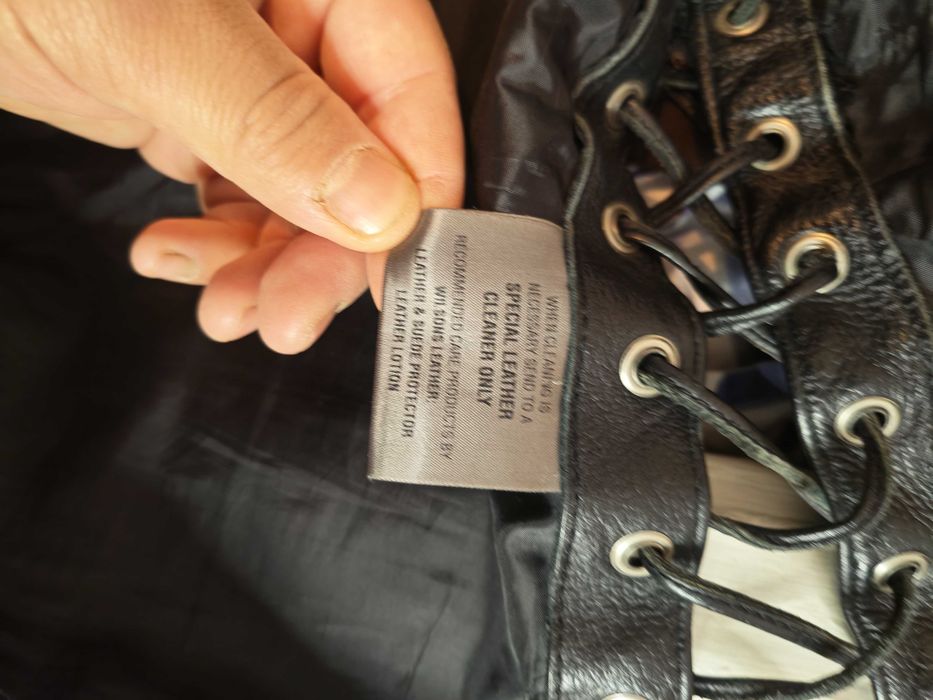 WHEN CLEANING IS
NECESSARY SEND TO A
SPECIAL LEATHER
CLEANER ONLY
RECOMMENDED CARE PRODUCTS BY
WILSONS LEATHER
LEATHER & SUEDE PROTECTOR
LEATHER LOTION